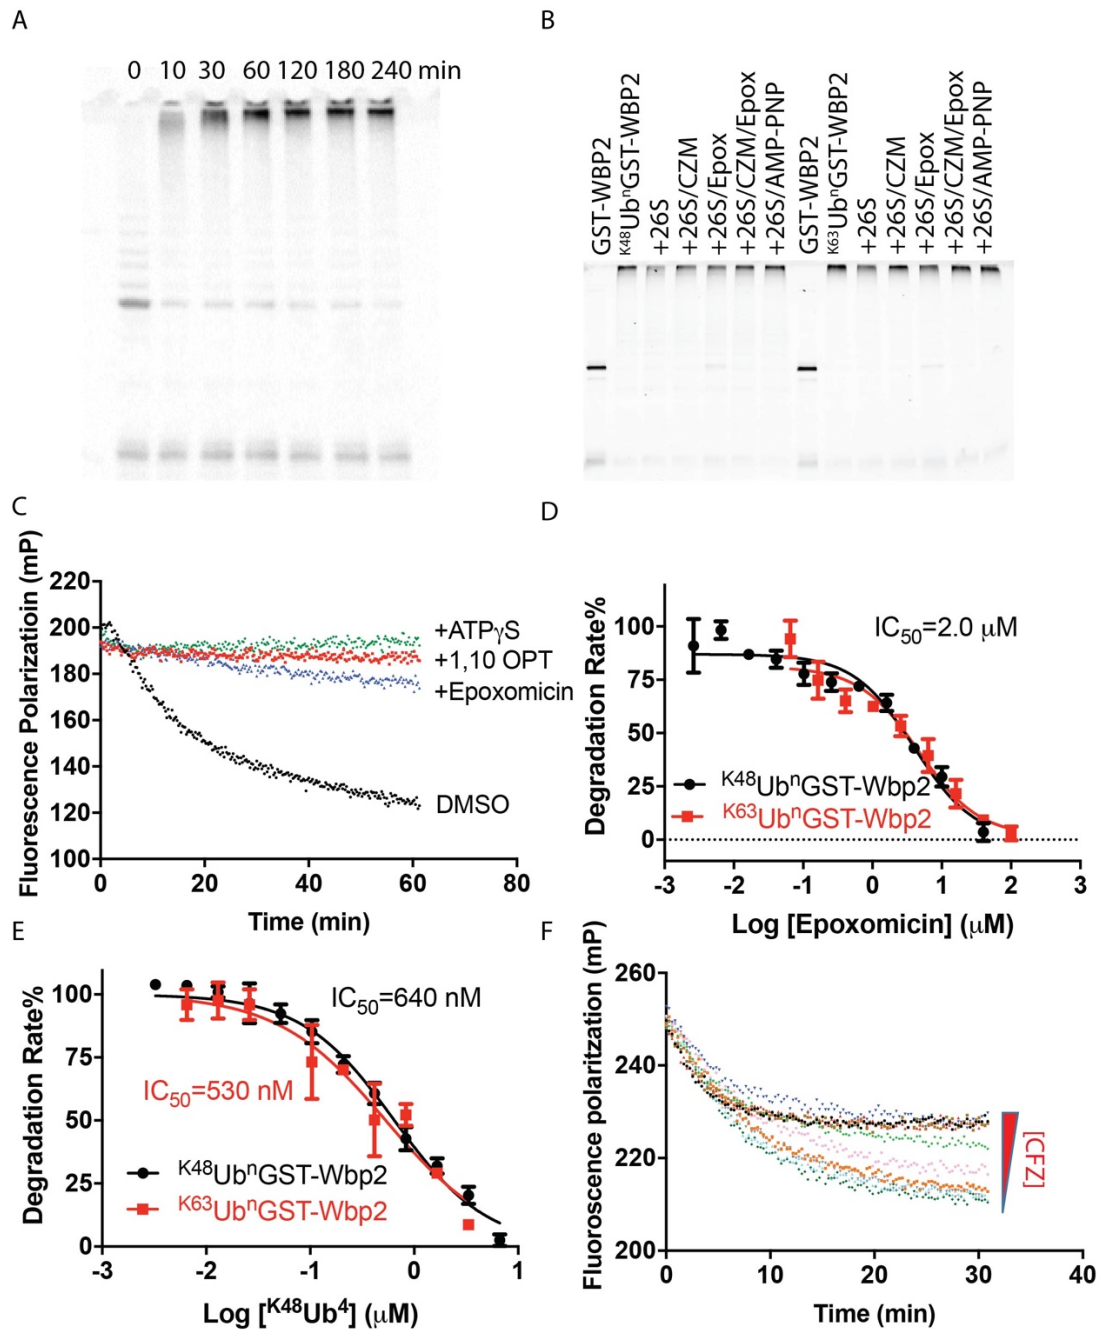 A
0 10 30 60 120 180 240 min
B
GST-WBP2
K48UbⁿGST-WBP2
+26S
+26S/CZM
+26S/Epox
+26S/CZM/Epox
+26S/AMP-PNP
GST-WBP2
K63UbⁿGST-WBP2
+26S
+26S/CZM
+26S/Epox
+26S/CZM/Epox
+26S/AMP-PNP
C
Fluorescence Polarizatioin (mP)
220
200
180
160
140
120
100
+ATPγS
+1,10 OPT
+Epoxomicin
DMSO
0 20 40 60 80
Time (min)
D
Degradation Rate%
100
75
50
25
0
IC50=2.0 μM
K48UbⁿGST-Wbp2
K63UbⁿGST-Wbp2
-3 -2 -1 0 1 2 3
Log [Epoxomicin] (μM)
E
Degradation Rate%
100
75
50
25
0
IC50=640 nM
IC50=530 nM
K48UbⁿGST-Wbp2
K63UbⁿGST-Wbp2
-3 -2 -1 0 1
Log [K48Ub4] (μM)
F
Fluoroscence polaritzation (mP)
260
240
220
200
[CFZ]
0 10 20 30 40
Time (min)